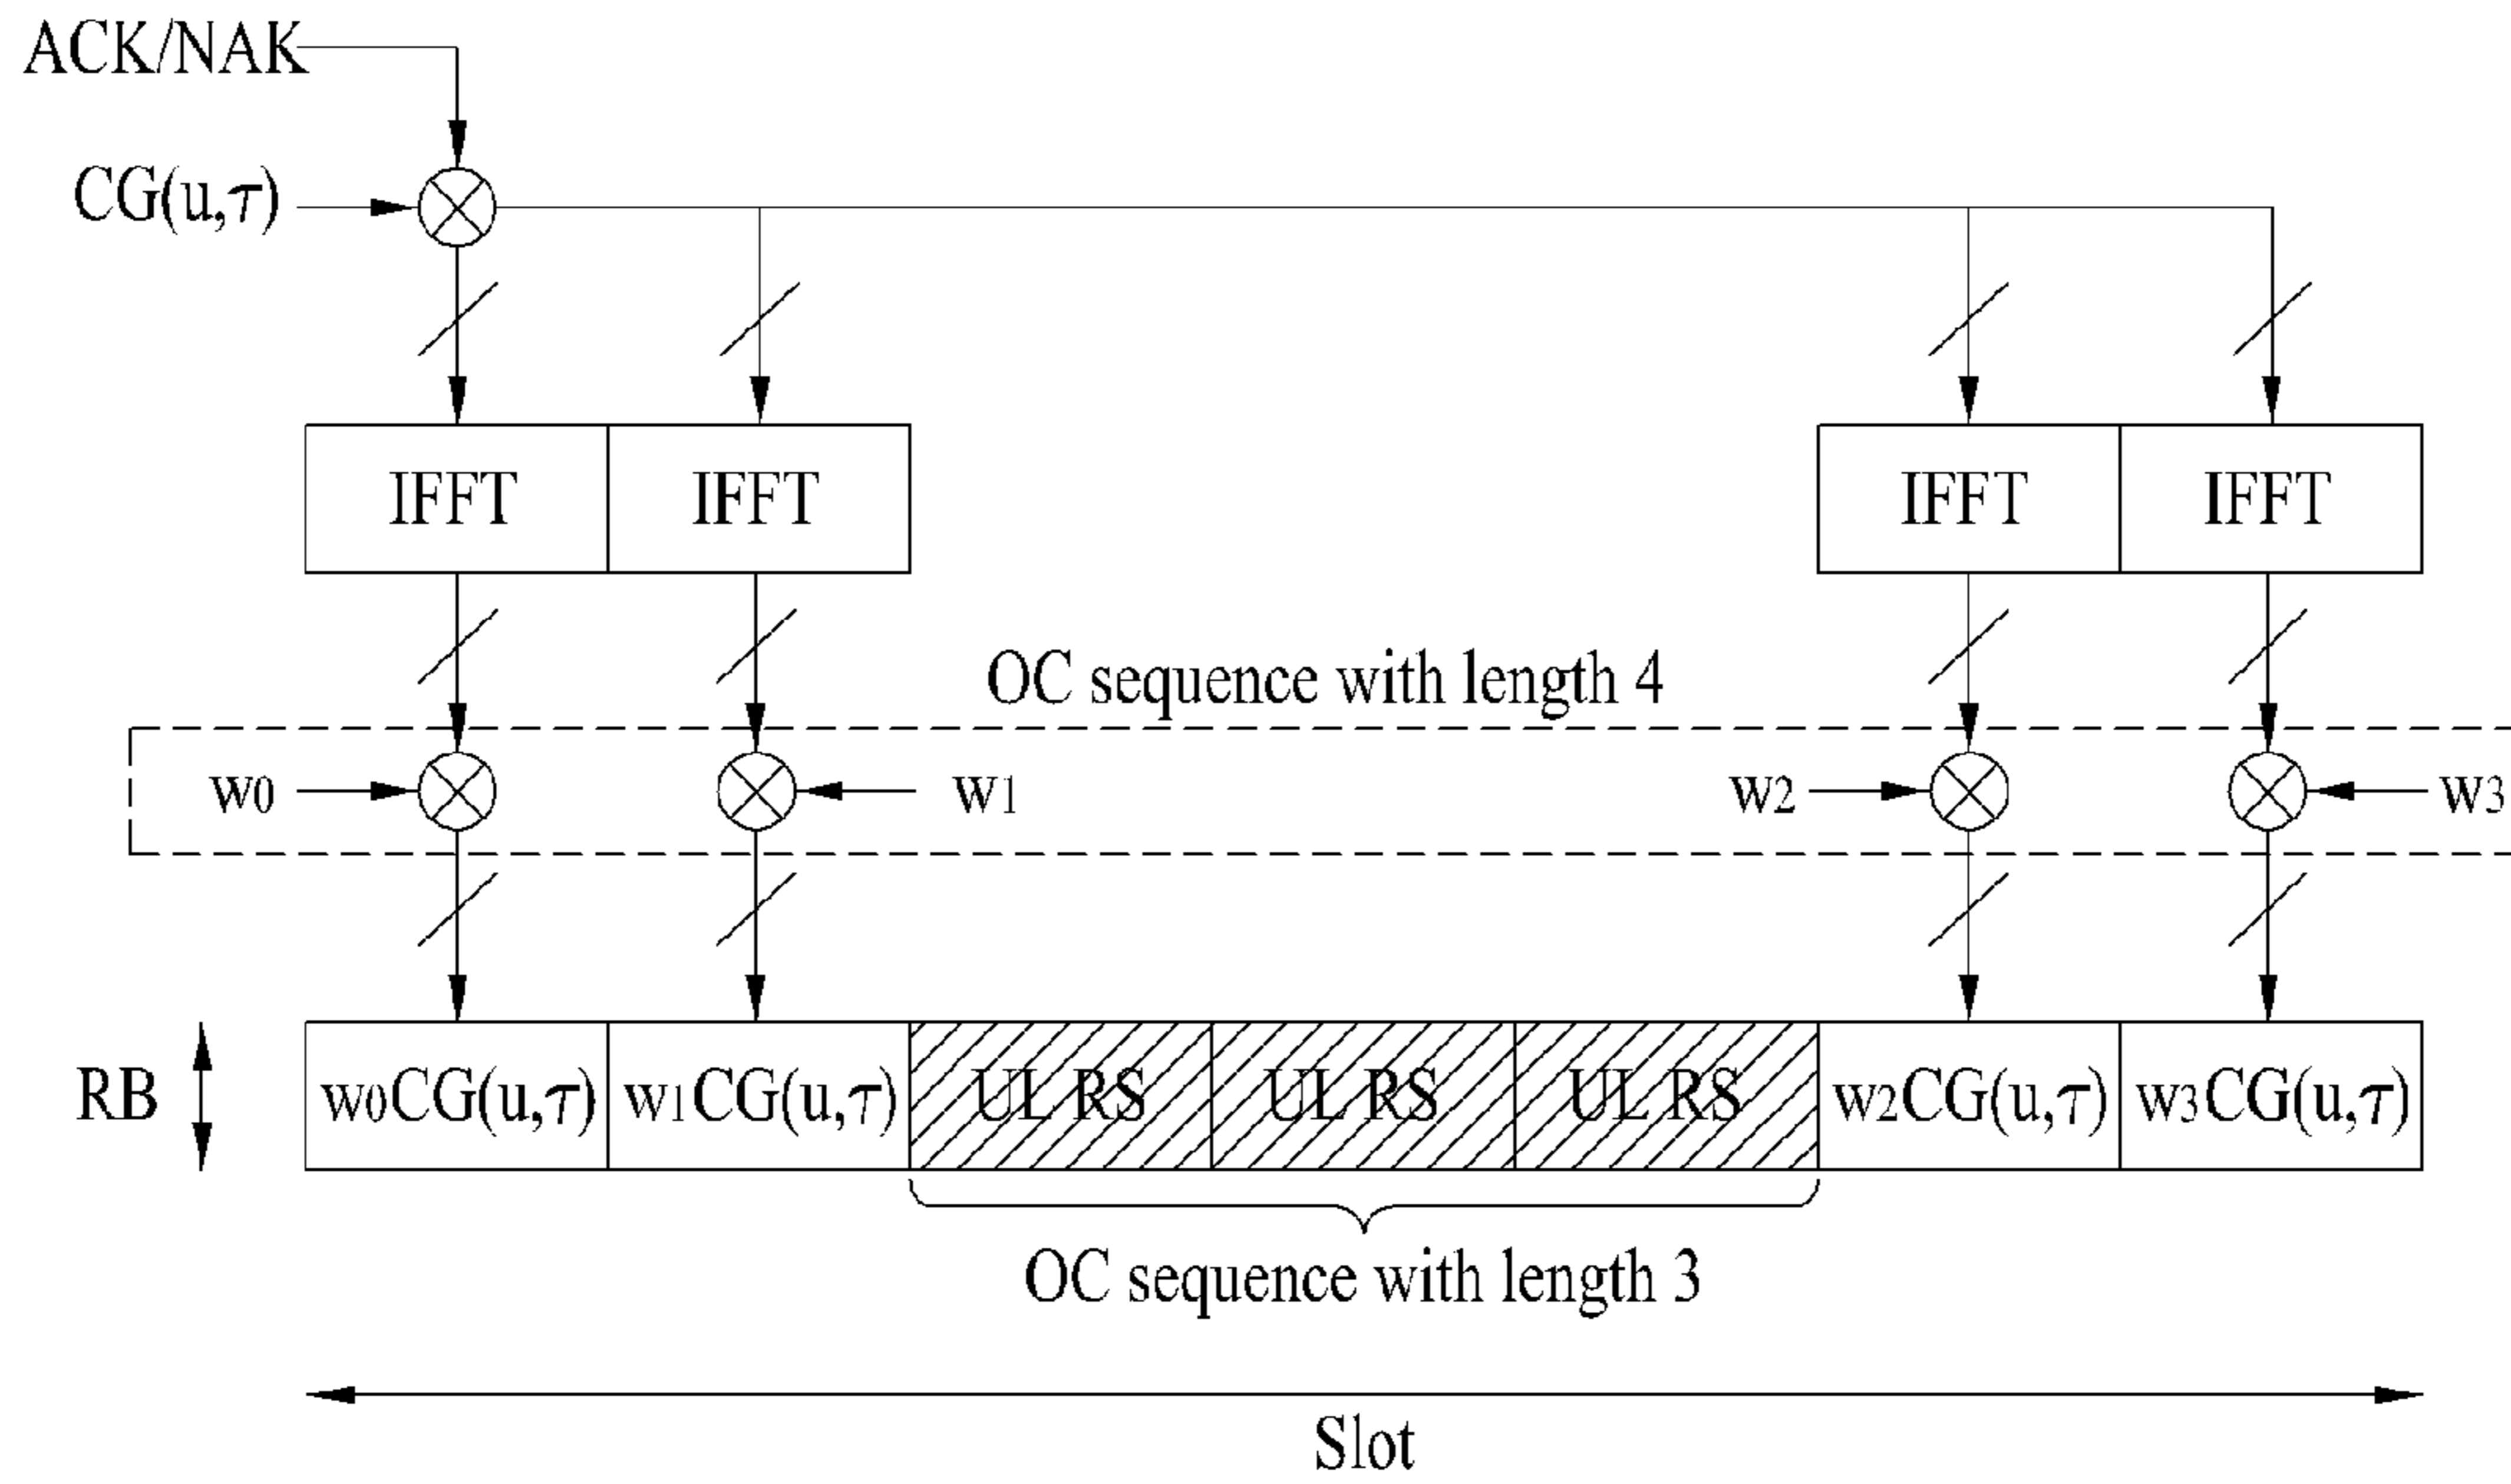 ACK/NAK
CG(u,τ)
IFFT IFFT IFFT IFFT
OC sequence with length 4
w0 w1 w2 w3
RB w0CG(u,τ) w1CG(u,τ) UL RS UL RS UL RS w2CG(u,τ) w3CG(u,τ)
OC sequence with length 3
Slot